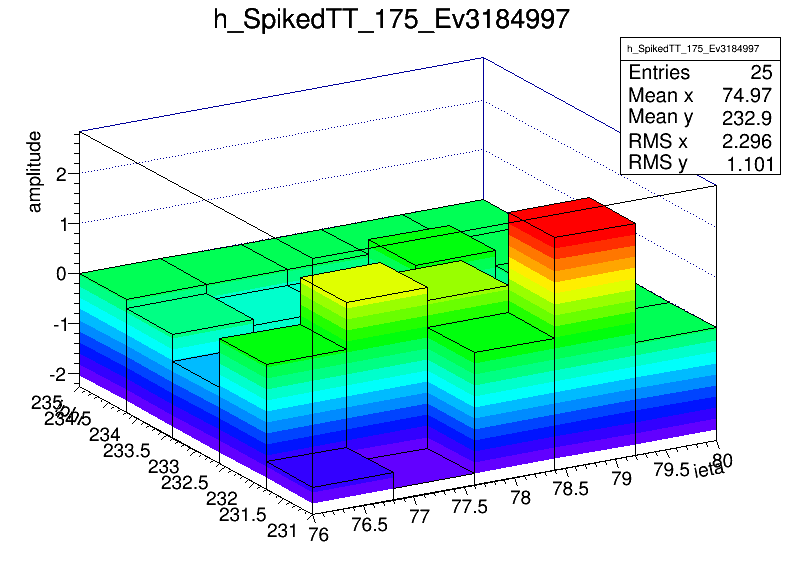 h_SpikedTT_175_Ev3184997
h_SpikedTT_175_Ev3184997
Entries 25
Mean x 74.97
Mean y 232.9
RMS x 2.296
RMS y 1.101
amplitude
2
1
0
-1
-2
235
234.5
234
233.5
233
232.5
232
231.5
231
76
76.5
77
77.5
78
78.5
79
79.5
80
ieta